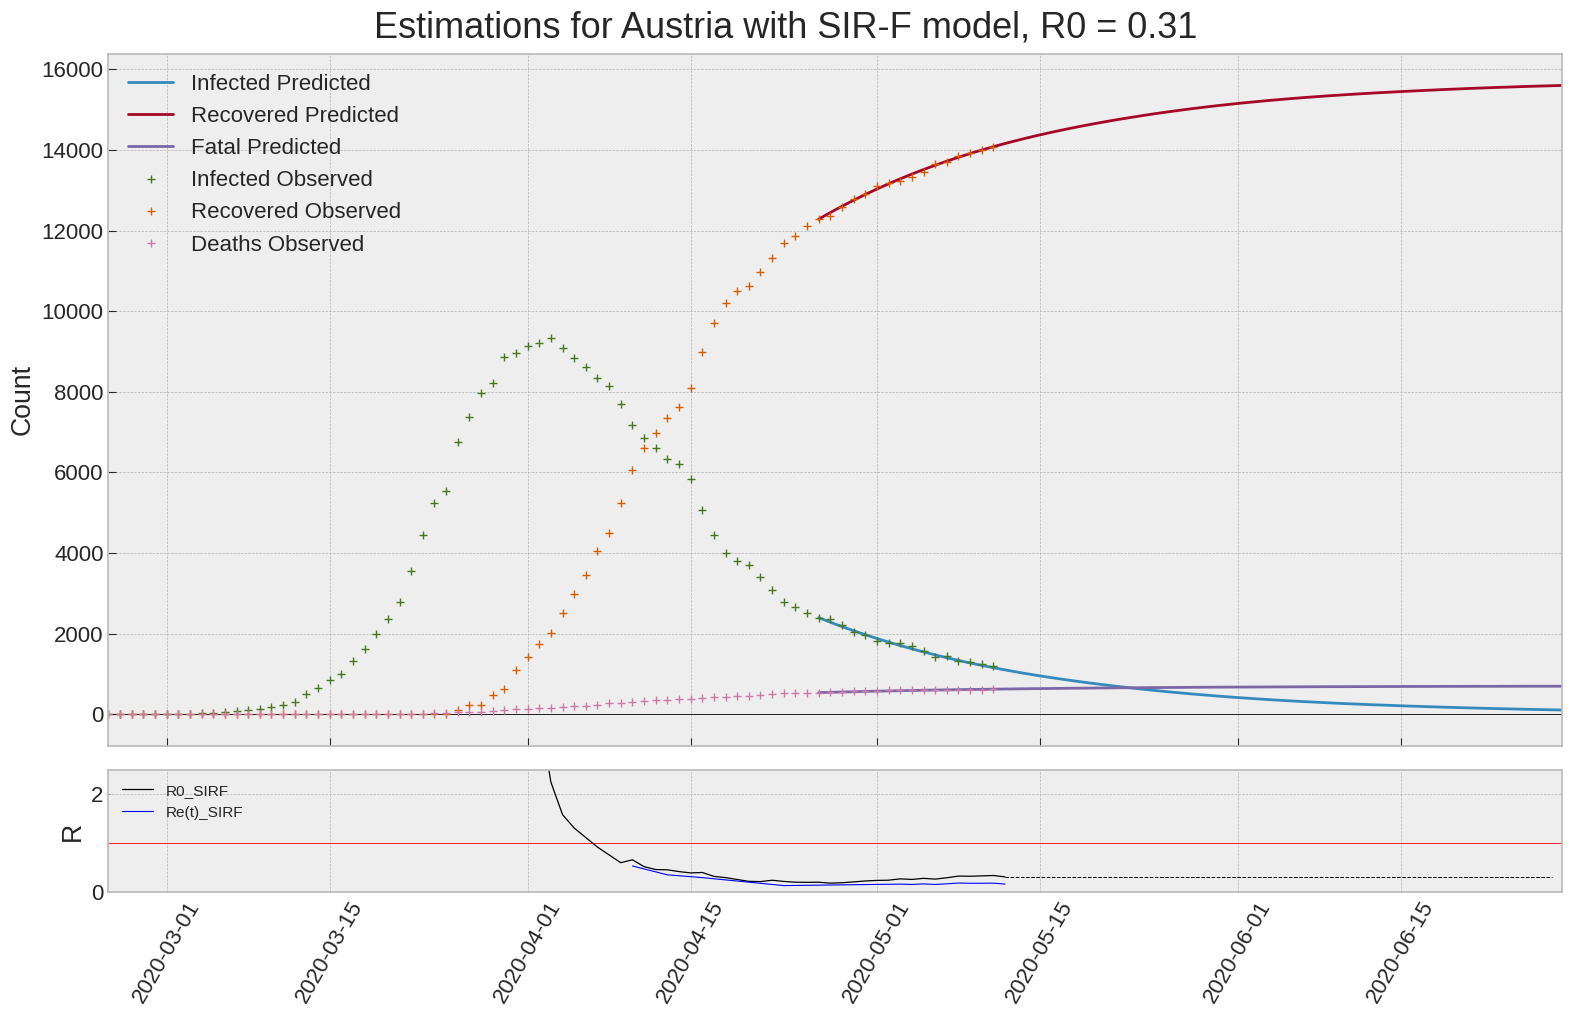 Estimations for Austria with SIR-F model, R0 = 0.31
16000
14000
12000
10000
8000
6000
4000
2000
0
Count
Infected Predicted
Recovered Predicted
Fatal Predicted
Infected Observed
Recovered Observed
Deaths Observed
2
0
R
R0_SIRF
Re(t)_SIRF
2020-03-01
2020-03-15
2020-04-01
2020-04-15
2020-05-01
2020-05-15
2020-06-01
2020-06-15